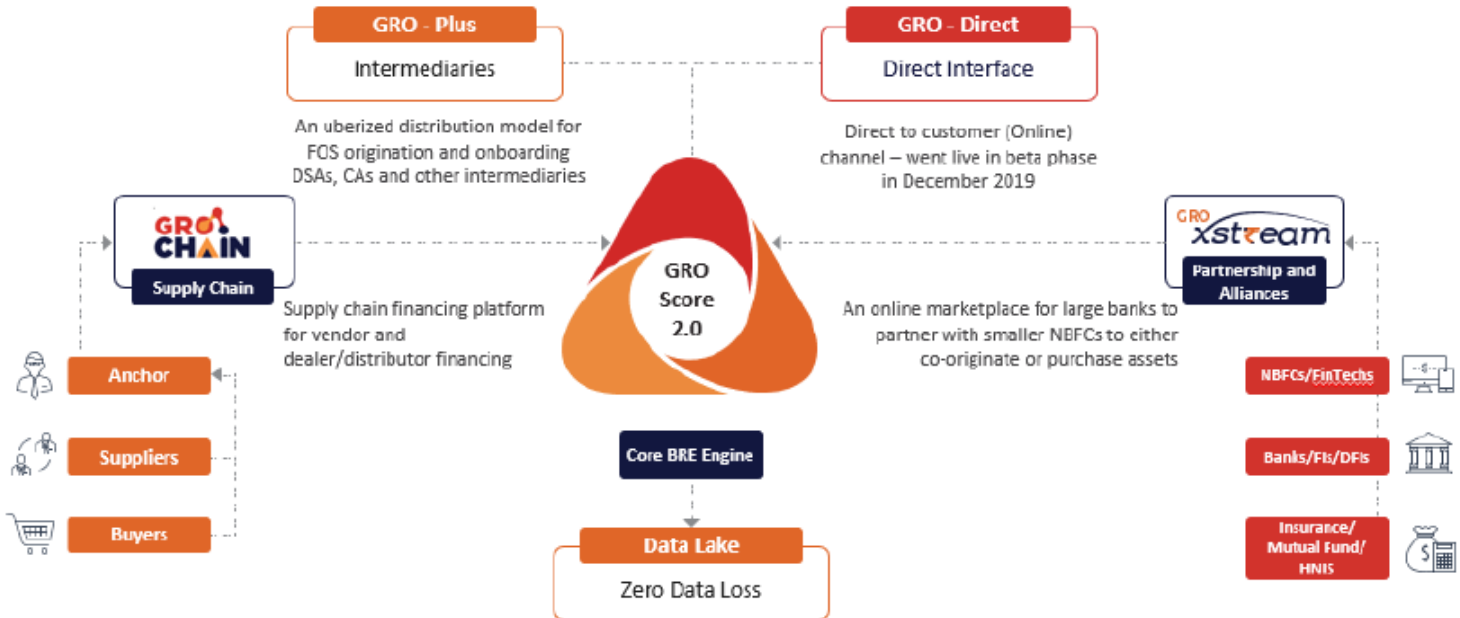 GRO - Plus
Intermediaries
An uberized distribution model for
FOS origination and onboarding
DSAs, CAs and other intermediaries
GRO - Direct
Direct Interface
Direct to customer (Online)
channel – went live in beta phase
in December 2019
GRO
CHAIN
Supply Chain
Supply chain financing platform
for vendor and
dealer/distributor financing
GRO
Score
2.0
GRO
xstream
Partnership and
Alliances
An online marketplace for large banks to
partner with smaller NBFCs to either
co-originate or purchase assets
Anchor
Suppliers
Buyers
NBFCs/FinTechs
Banks/FIs/DFIs
Insurance/
Mutual Fund/
HNIS
Core BRE Engine
Data Lake
Zero Data Loss